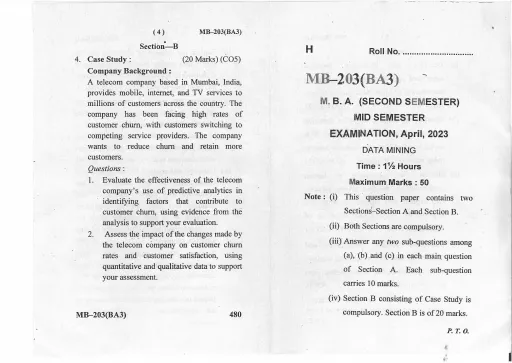 ( 4 ) MB–203(BA3)
Section–B
4. Case Study : (20 Marks) (CO5)
Company Background :
A telecom company based in Mumbai, India,
provides mobile, internet, and TV services to
millions of customers across the country. The
company has been facing high rates of
customer churn, with customers switching to
competing service providers. The company
wants to reduce churn and retain more
customers.
Questions :
1. Evaluate the effectiveness of the telecom
company's use of predictive analytics in
identifying factors that contribute to
customer churn, using evidence from the
analysis to support your evaluation.
2. Assess the impact of the changes made by
the telecom company on customer churn
rates and customer satisfaction, using
quantitative and qualitative data to support
your assessment.
MB–203(BA3) 480
H Roll No. ..............................
MB–203(BA3)
M. B. A. (SECOND SEMESTER)
MID SEMESTER
EXAMINATION, April, 2023
DATA MINING
Time : 1½ Hours
Maximum Marks : 50
Note : (i) This question paper contains two
Sections–Section A and Section B.
(ii) Both Sections are compulsory.
(iii) Answer any two sub-questions among
(a), (b) and (c) in each main question
of Section A. Each sub-question
carries 10 marks.
(iv) Section B consisting of Case Study is
compulsory. Section B is of 20 marks.
P. T. O.